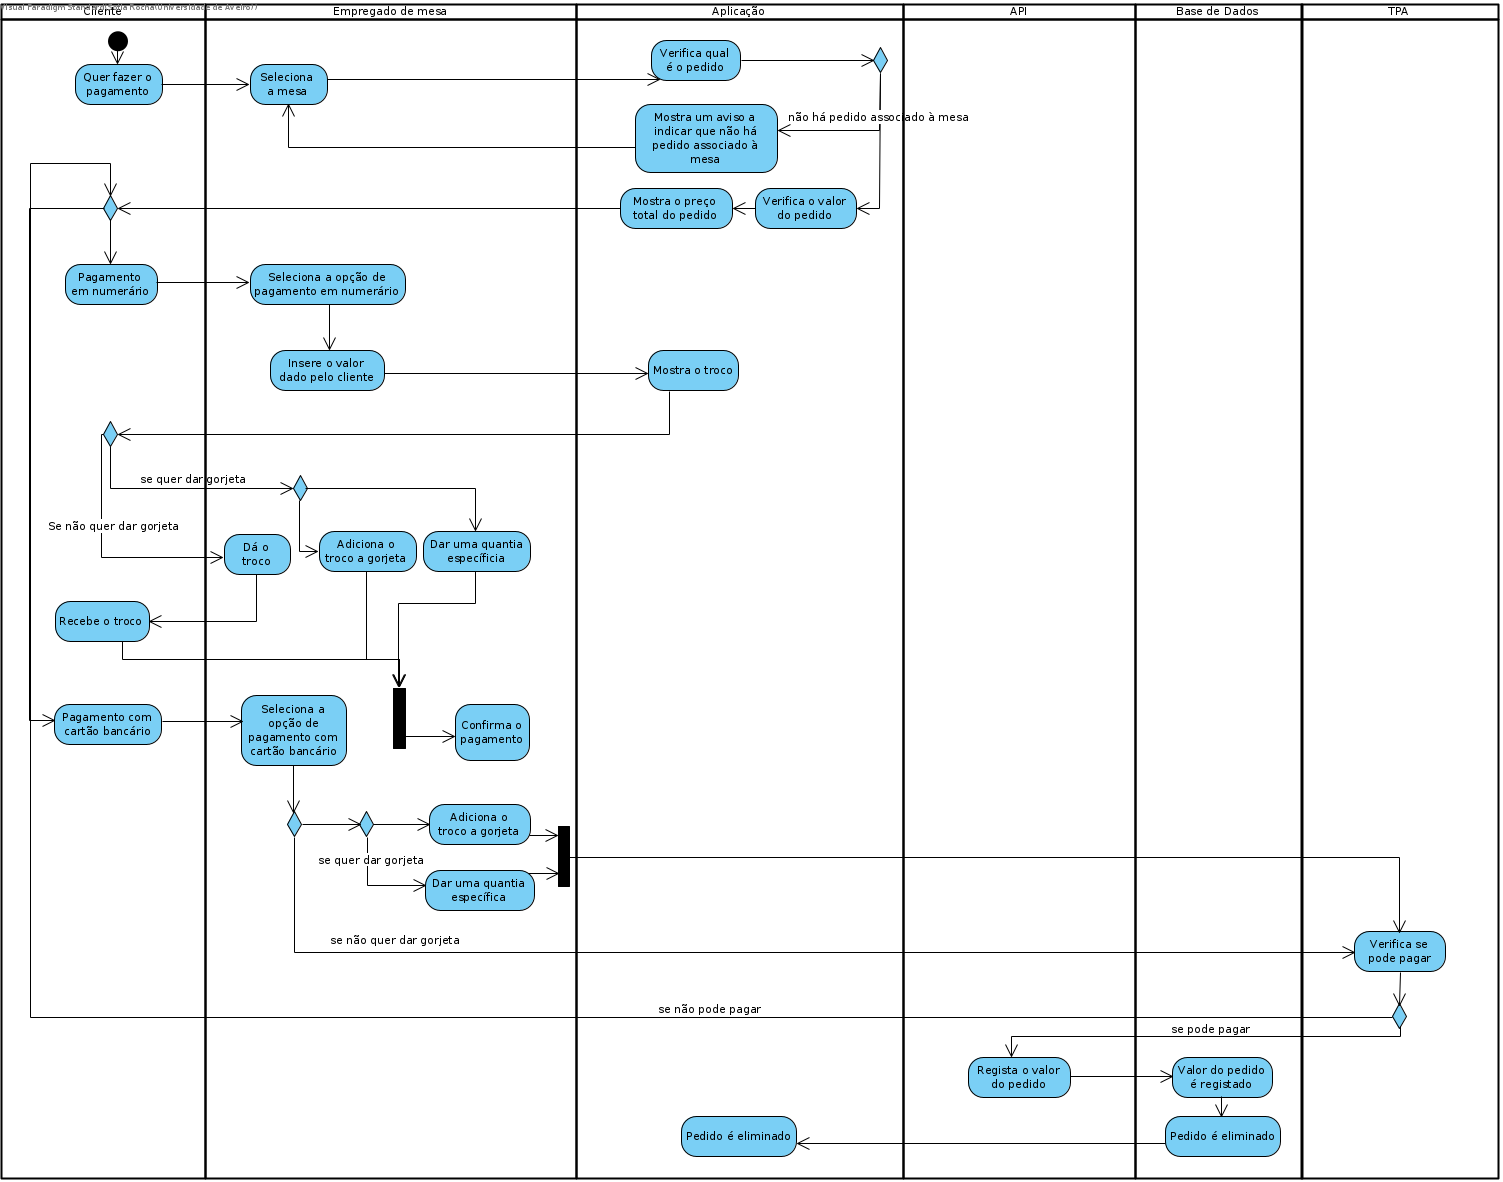 Cliente
Empregado de mesa
Aplicação
API
Base de Dados
TPA
Verifica qual
é o pedido
Quer fazer o
pagamento
Seleciona
a mesa
não há pedido associado à mesa
Mostra um aviso a
indicar que não há
pedido associado à
mesa
Mostra o preço
total do pedido
Verifica o valor
do pedido
Pagamento
em numerário
Seleciona a opção de
pagamento em numerário
Insere o valor
dado pelo cliente
Mostra o troco
se quer dar gorjeta
Se não quer dar gorjeta
Dá o
troco
Adiciona o
troco a gorjeta
Dar uma quantia
específicia
Recebe o troco
Pagamento com
cartão bancário
Seleciona a
opção de
pagamento com
cartão bancário
Confirma o
pagamento
Adiciona o
troco a gorjeta
se quer dar gorjeta
Dar uma quantia
específica
se não quer dar gorjeta
Verifica se
pode pagar
se não pode pagar
se pode pagar
Regista o valor
do pedido
Valor do pedido
é registado
Pedido é eliminado
Pedido é eliminado